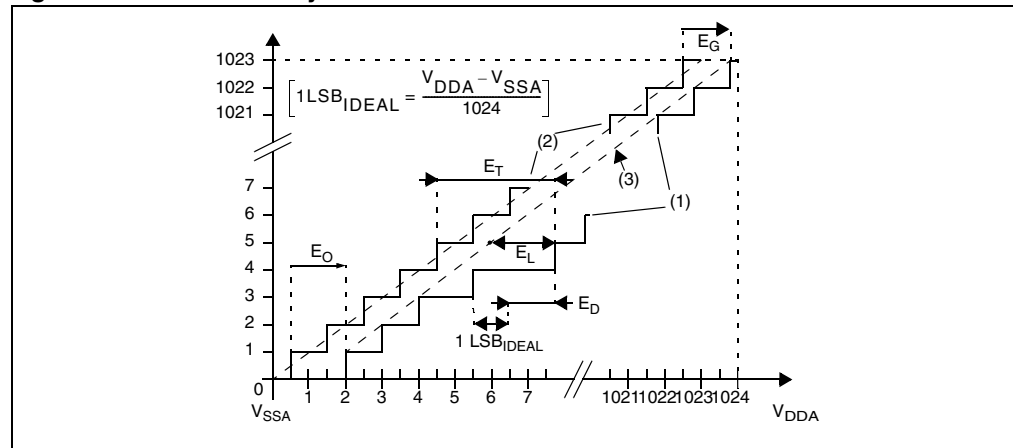 E_G
1023
1022
1021
[1LSB_IDEAL = (V_DDA – V_SSA) / 1024]
(2)
E_T
(3)
(1)
7
6
5
4
3
2
1
0
E_O
E_L
E_D
1 LSB_IDEAL
1 2 3 4 5 6 7 1021 1022 1023 1024
V_SSA
V_DDA